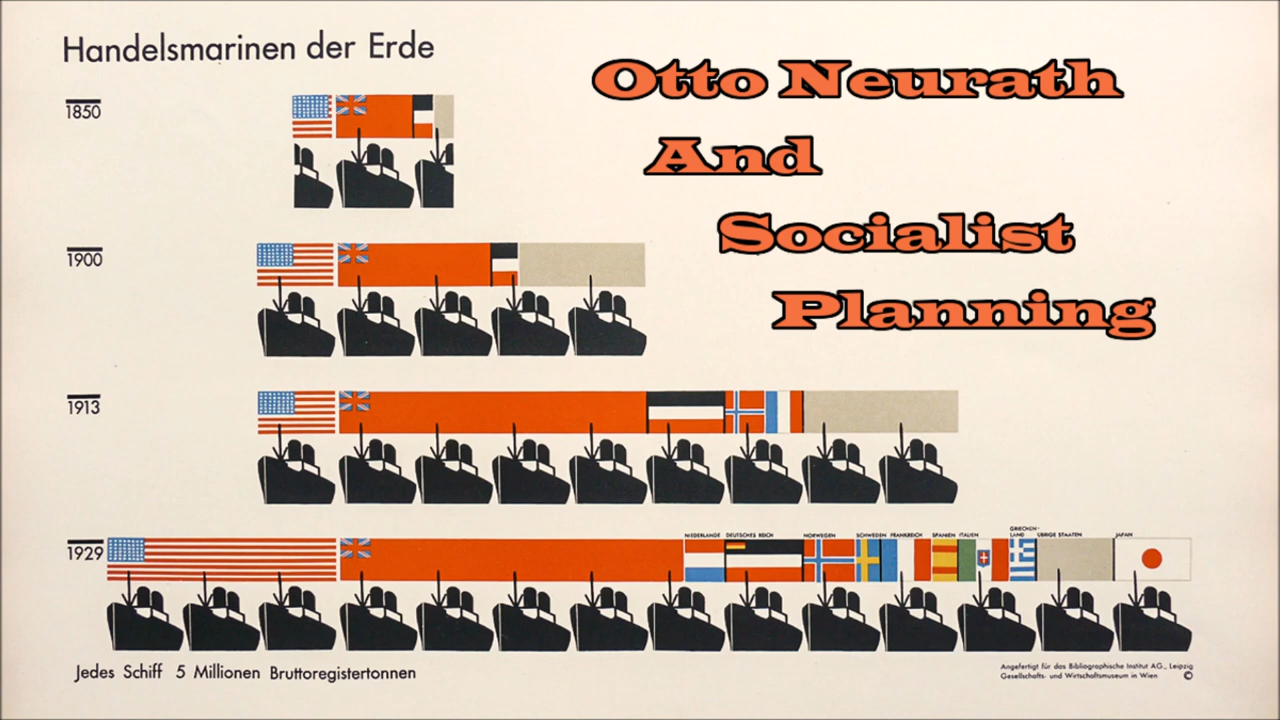 Handelsmarinen der Erde
Otto Neurath
And
Socialist
Planning
1850
1900
1913
1929
NIEDERLANDE DEUTSCHES REICH NORWEGEN SCHWEDEN FRANKREICH SPANIEN ITALIEN GRIECHEN-
LAND ÜBRIGE STAATEN JAPAN
Jedes Schiff 5 Millionen Bruttoregistertonnen
Angefertigt für das Bibliographische Institut AG., Leipzig
Gesellschafts- und Wirtschaftsmuseum in Wien ©